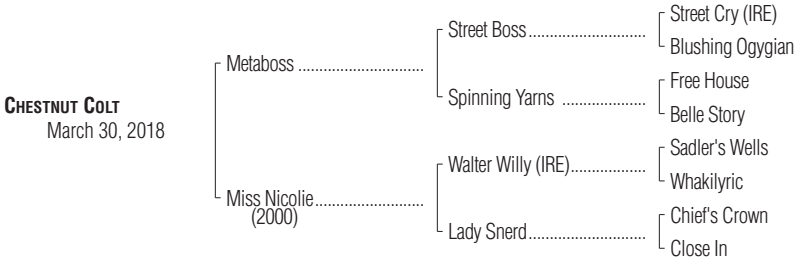 Street Cry (IRE)
Street Boss
Blushing Ogygian
Metaboss
Free House
Spinning Yarns
Belle Story
CHESTNUT COLT
March 30, 2018
Sadler's Wells
Walter Willy (IRE)
Whakilyric
Miss Nicolie
(2000)
Chief's Crown
Lady Snerd
Close In